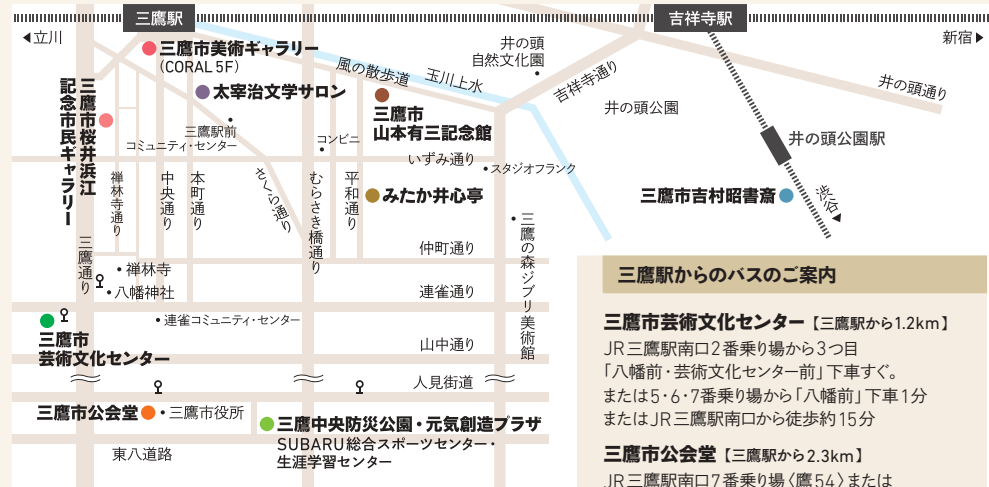 三鷹駅
吉祥寺駅
立川
新宿
三鷹市美術ギャラリー
(CORAL 5F)
太宰治文学サロン
三鷹駅前
コミュニティ・センター
三鷹市桜井浜江
記念市民ギャラリー
風の散歩道
玉川上水
井の頭
自然文化園
吉祥寺通り
井の頭公園
井の頭通り
三鷹市
山本有三記念館
コンビニ
いずみ通り
スタジオフランク
井の頭公園駅
三鷹市吉村昭書斎
渋谷
禅林寺通り
中央通り
本町通り
さくら通り
むらさき橋通り
平和通り
みたか井心亭
三鷹の森ジブリ美術館
三鷹通り
禅林寺
八幡神社
仲町通り
連雀通り
連雀コミュニティ・センター
三鷹市
芸術文化センター
山中通り
人見街道
三鷹市公会堂
三鷹市役所
三鷹中央防災公園・元気創造プラザ
SUBARU総合スポーツセンター・
生涯学習センター
東八道路
三鷹駅からのバスのご案内
三鷹市芸術文化センター【三鷹駅から1.2km】
JR三鷹駅南口2番乗り場から3つ目
「八幡前・芸術文化センター前」下車すぐ。
または5・6・7番乗り場から「八幡前」下車1分
またはJR三鷹駅南口から徒歩約15分
三鷹市公会堂【三鷹駅から2.3km】
JR三鷹駅南口7番乗り場〈鷹54〉または